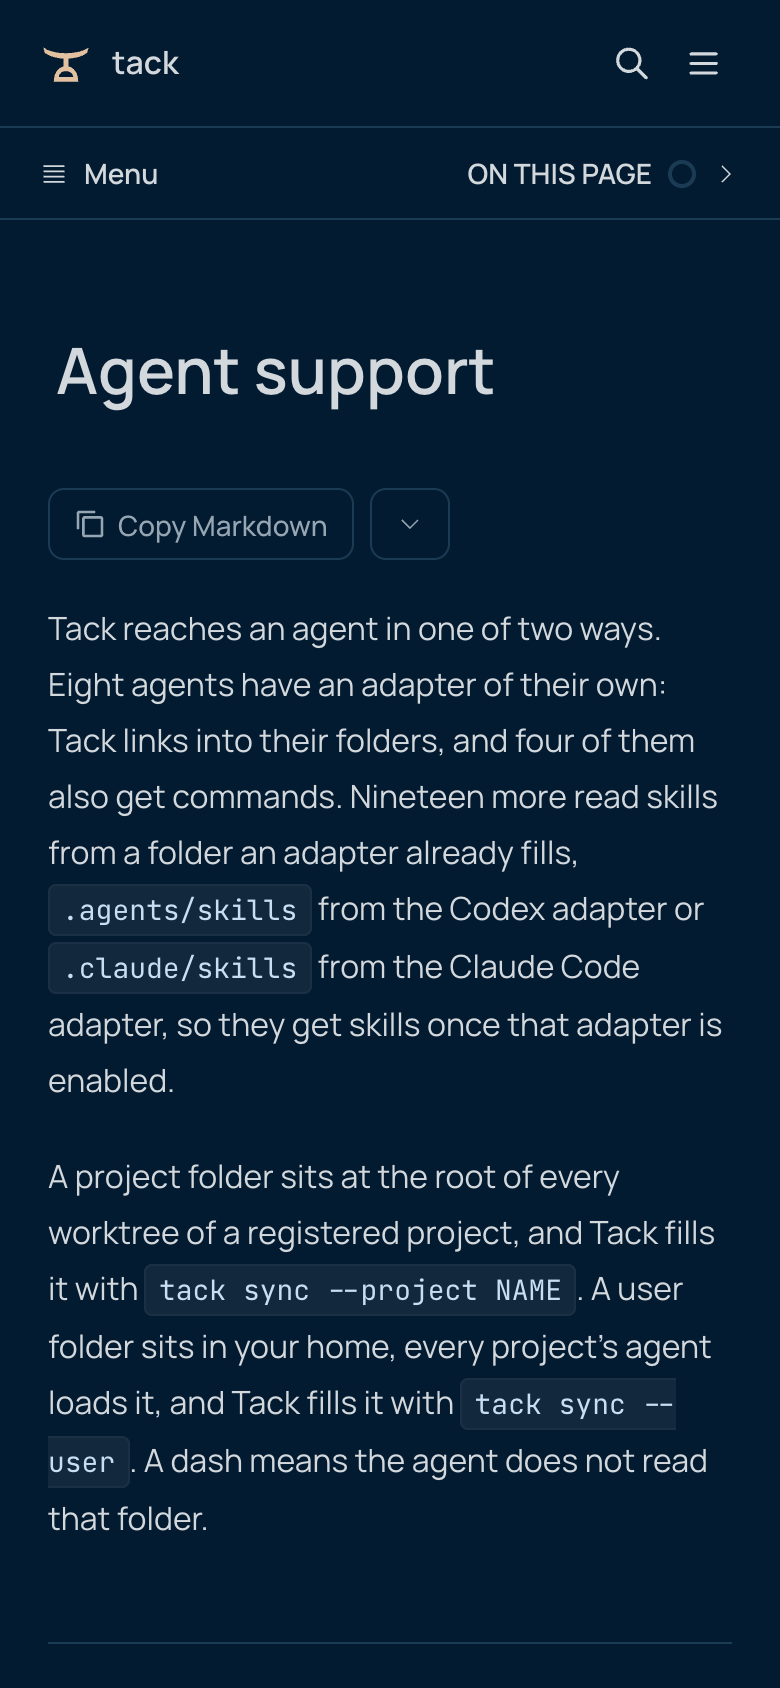 tack
Menu
ON THIS PAGE
Agent support
Copy Markdown
Tack reaches an agent in one of two ways.
Eight agents have an adapter of their own:
Tack links into their folders, and four of them
also get commands. Nineteen more read skills
from a folder an adapter already fills,
.agents/skills from the Codex adapter or
.claude/skills from the Claude Code
adapter, so they get skills once that adapter is
enabled.
A project folder sits at the root of every
worktree of a registered project, and Tack fills
it with tack sync --project NAME. A user
folder sits in your home, every project’s agent
loads it, and Tack fills it with tack sync --
user. A dash means the agent does not read
that folder.